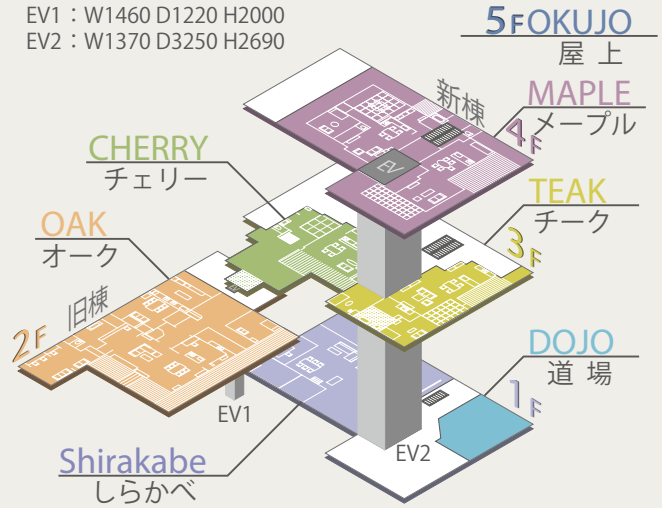 EV1：W1460 D1220 H2000
EV2：W1370 D3250 H2690
5F OKUJO
屋 上
新棟
MAPLE
メープル
4F
EV
CHERRY
チェリー
TEAK
チーク
3F
OAK
オーク
旧棟
2F
DOJO
道 場
1F
EV1
EV2
Shirakabe
しらかべ